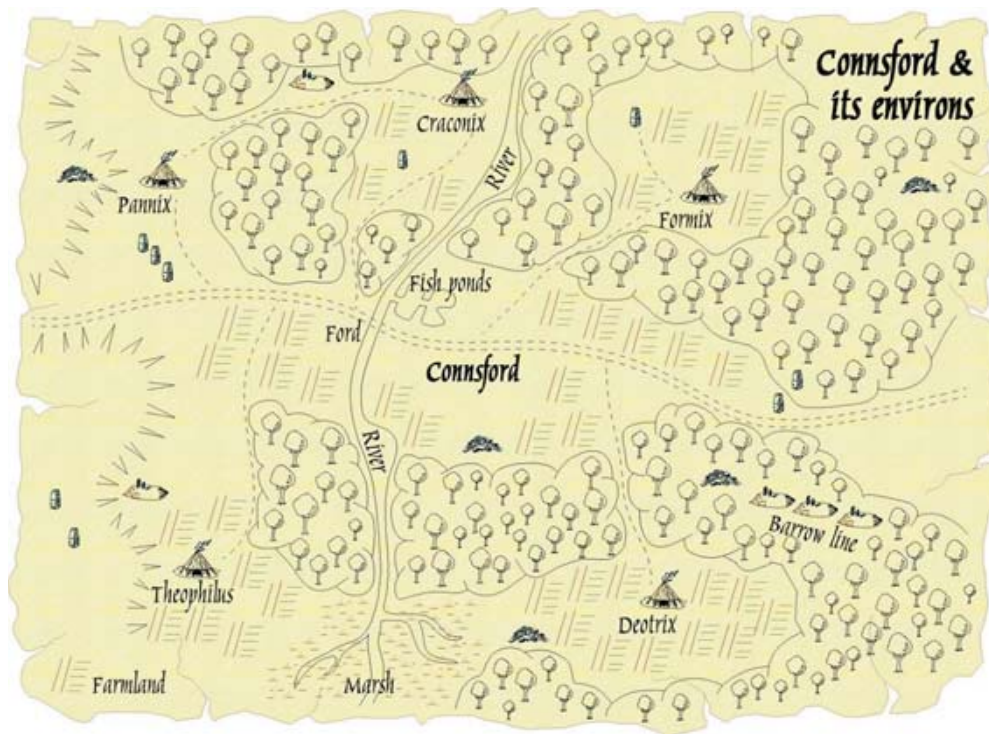 Connsford &
its environs
Craconix
River
Pannix
Formix
Fish ponds
Ford
Connsford
River
Barrow line
Theophilus
Deotrix
Farmland
Marsh